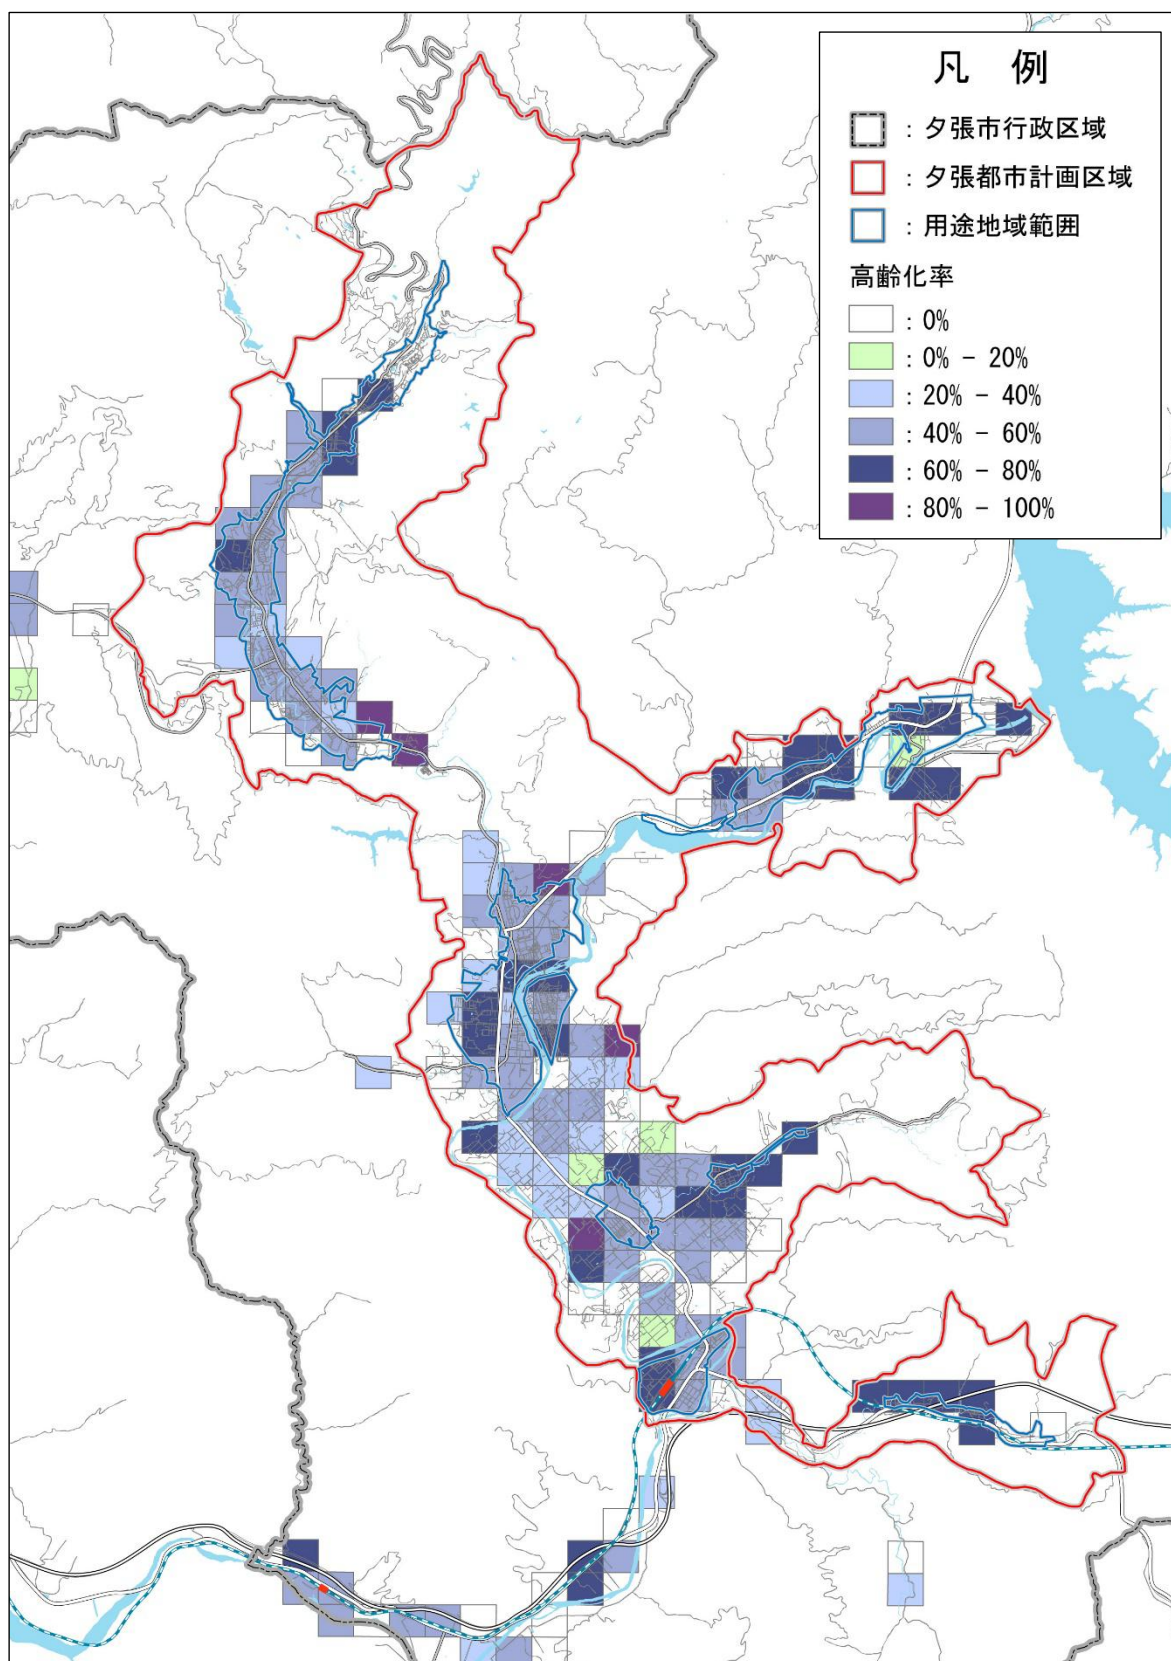 凡 例
: 夕張市行政区域
: 夕張都市計画区域
: 用途地域範囲
高齢化率
: 0%
: 0% - 20%
: 20% - 40%
: 40% - 60%
: 60% - 80%
: 80% - 100%